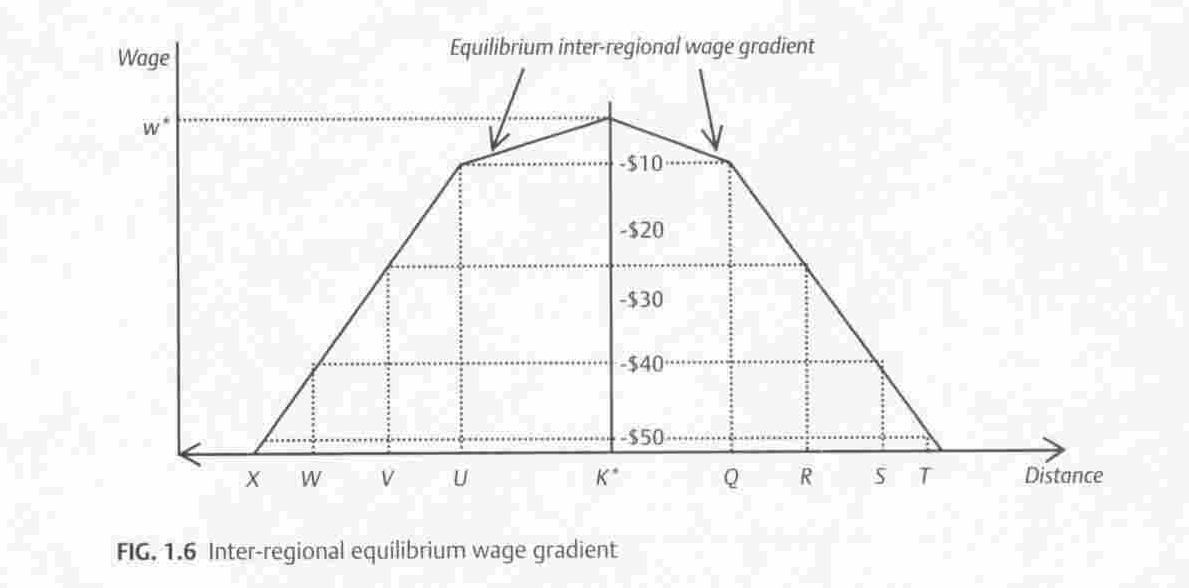 Equilibrium inter-regional wage gradient
Wage
w*
-$10
-$20
-$30
-$40
-$50
X W V U K* Q R S T Distance
FIG. 1.6 Inter-regional equilibrium wage gradient